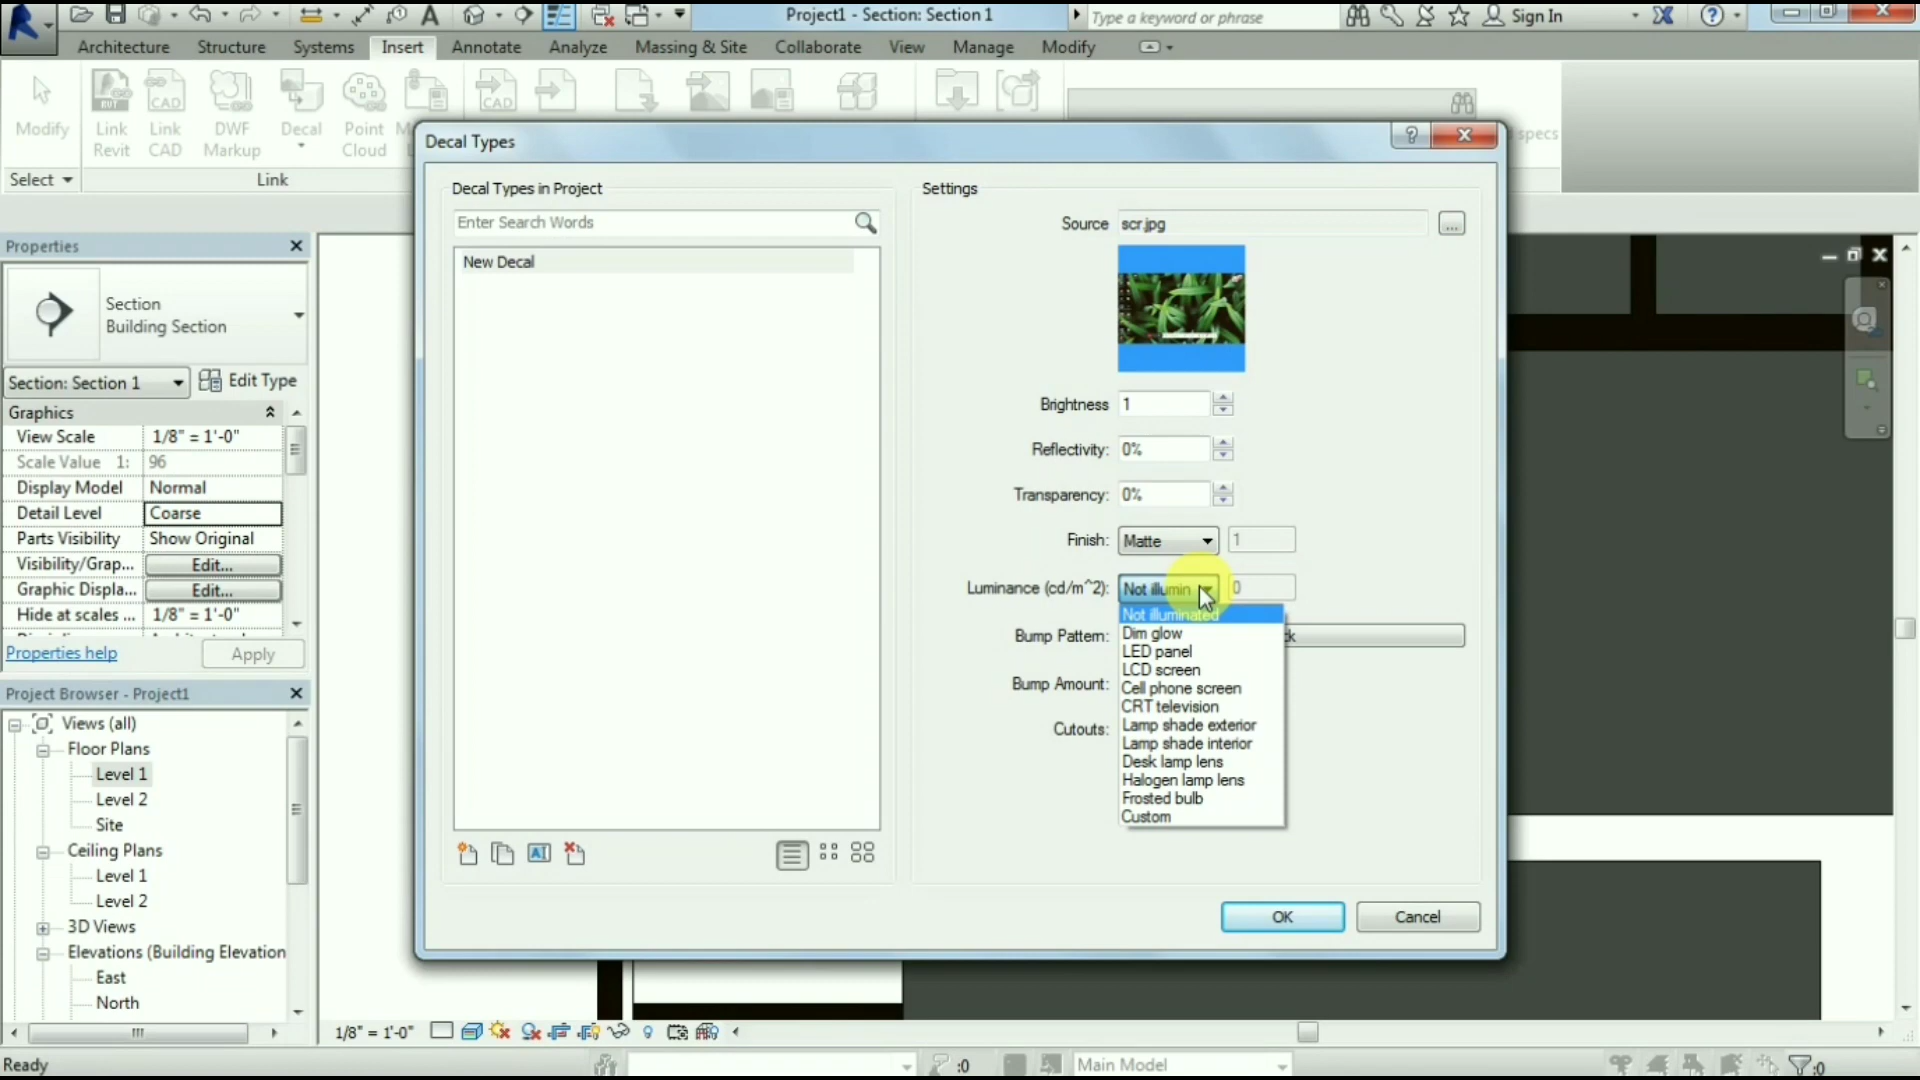 Project1 - Section: Section 1
Type a keyword or phrase
Sign In
Architecture
Structure
Systems
Insert
Annotate
Analyze
Massing & Site
Collaborate
View
Manage
Modify
Modify
Link
Revit
Link
CAD
DWF
Markup
Decal
Point
Cloud
specs
Select
Link
Decal Types
Decal Types in Project
Enter Search Words
New Decal
Settings
Source
scr.jpg
...
Brightness
1
Reflectivity:
0%
Transparency:
0%
Finish:
Matte
1
Luminance (cd/m^2):
Not illumin
0
Not illuminated
Dim glow
LED panel
LCD screen
Cell phone screen
CRT television
Lamp shade exterior
Lamp shade interior
Desk lamp lens
Halogen lamp lens
Frosted bulb
Custom
Bump Pattern:
Bump Amount:
Cutouts:
OK
Cancel
Properties
Section
Building Section
Section: Section 1
Edit Type
Graphics
View Scale
1/8" = 1'-0"
Scale Value 1:
96
Display Model
Normal
Detail Level
Coarse
Parts Visibility
Show Original
Visibility/Grap...
Edit...
Graphic Displa...
Edit...
Hide at scales ...
1/8" = 1'-0"
Properties help
Apply
Project Browser - Project1
Views (all)
Floor Plans
Level 1
Level 2
Site
Ceiling Plans
Level 1
Level 2
3D Views
Elevations (Building Elevation
East
North
1/8" = 1'-0"
Ready
:0
Main Model
:0